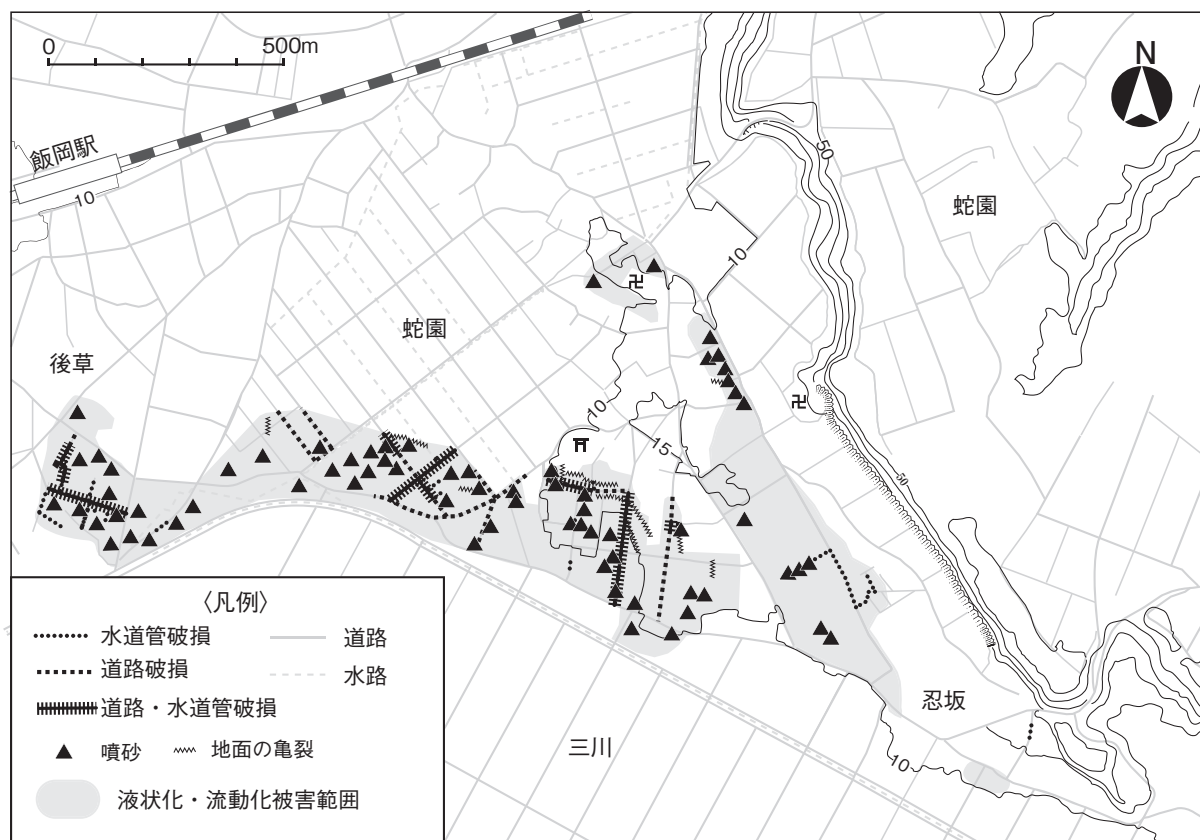 0 500m
N
飯岡駅
10
50
蛇園
10
蛇園
後草
10
15
50
〈凡例〉
水道管破損 道路
道路破損 水路
道路・水道管破損
噴砂 地面の亀裂
液状化・流動化被害範囲
忍坂
三川
10